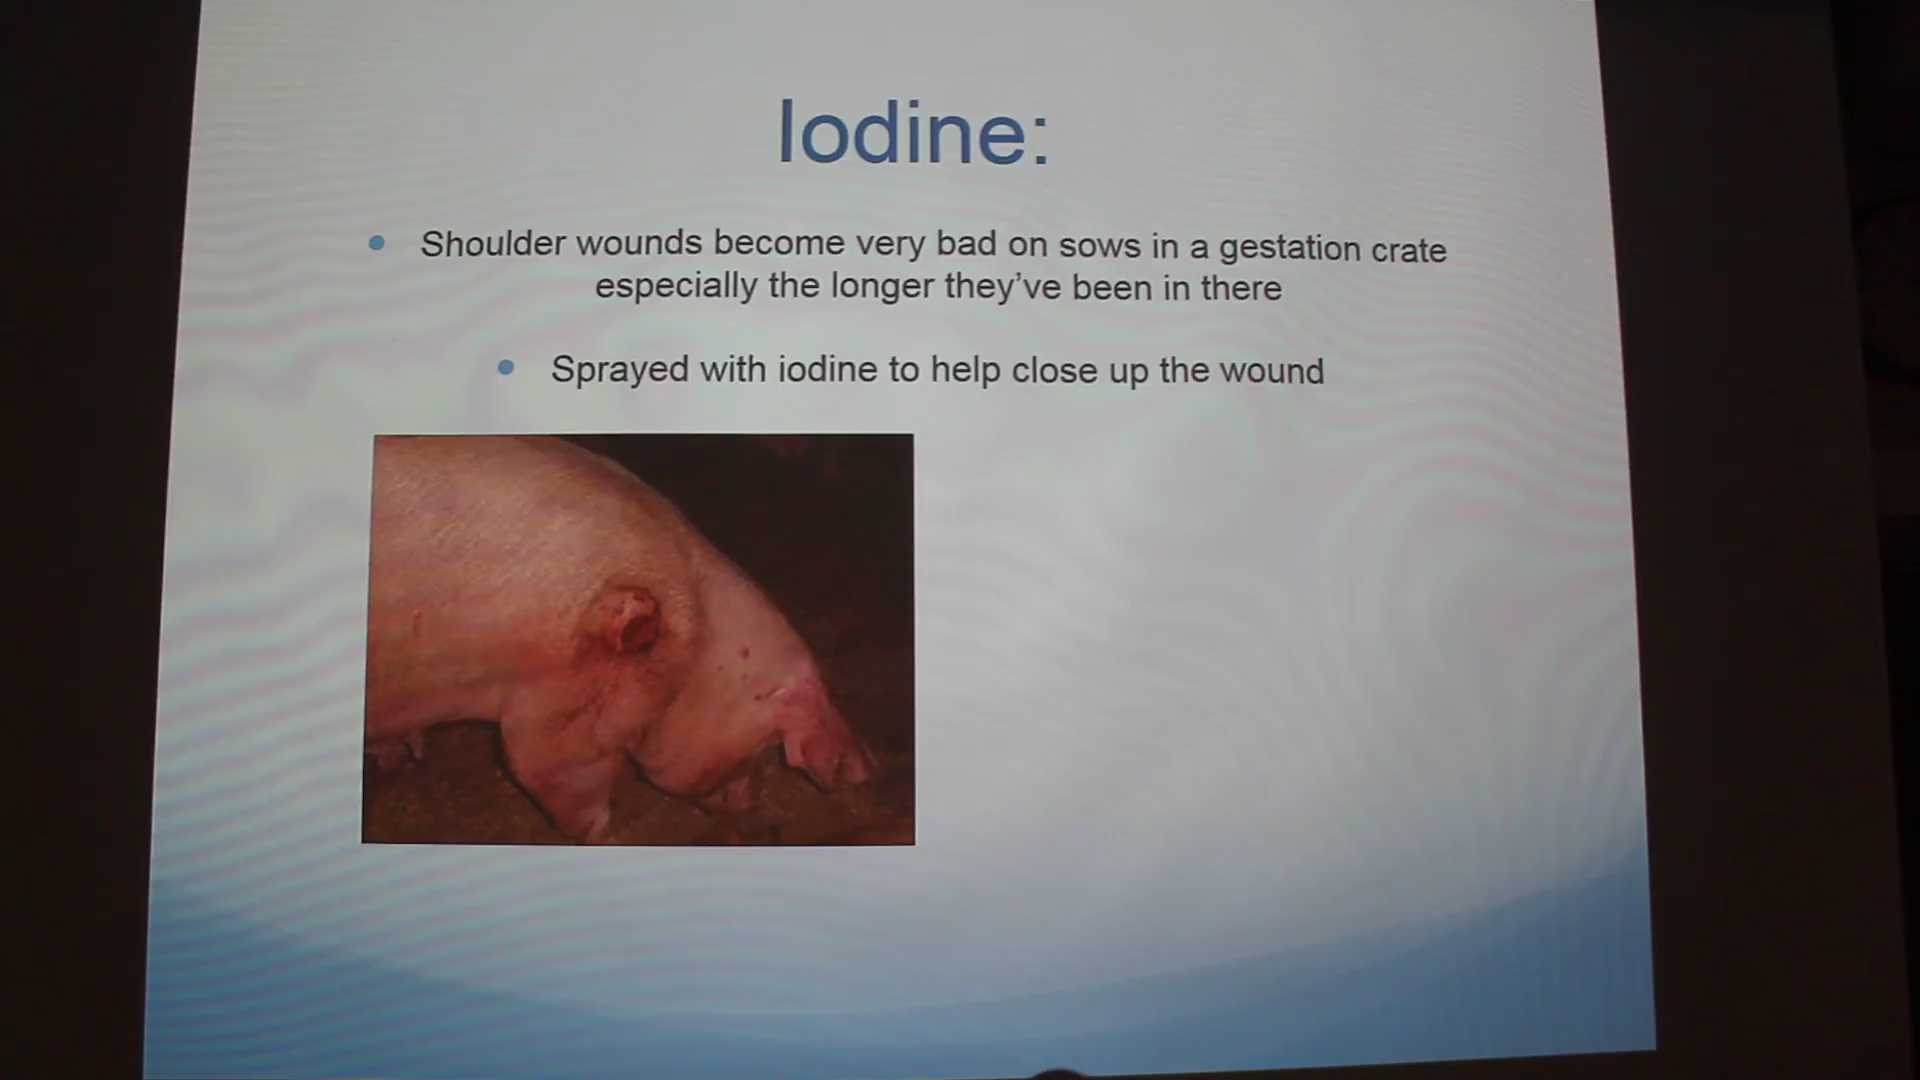 Iodine:
Shoulder wounds become very bad on sows in a gestation crate
especially the longer they've been in there
Sprayed with iodine to help close up the wound